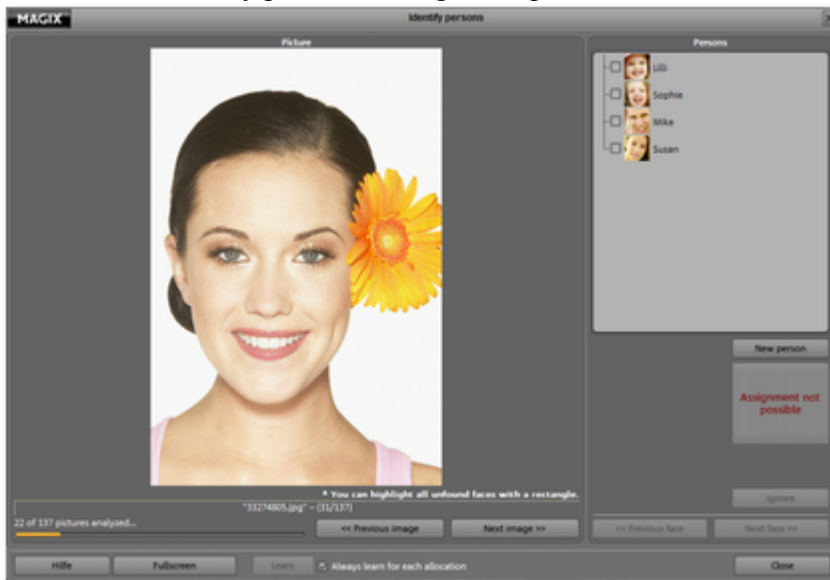 MAGIX
Identify persons
Picture
Persons
Ulli
Sophie
Mike
Susan
New person
Assignment not
possible
* You can highlight all unfound faces with a rectangle.
"33274805.jpg" – (31/137)
Ignore
22 of 137 pictures analyzed...
<< Previous image
Next image >>
<< Previous face
Next face >>
Hilfe
Fullscreen
Learn
Always learn for each allocation
Close